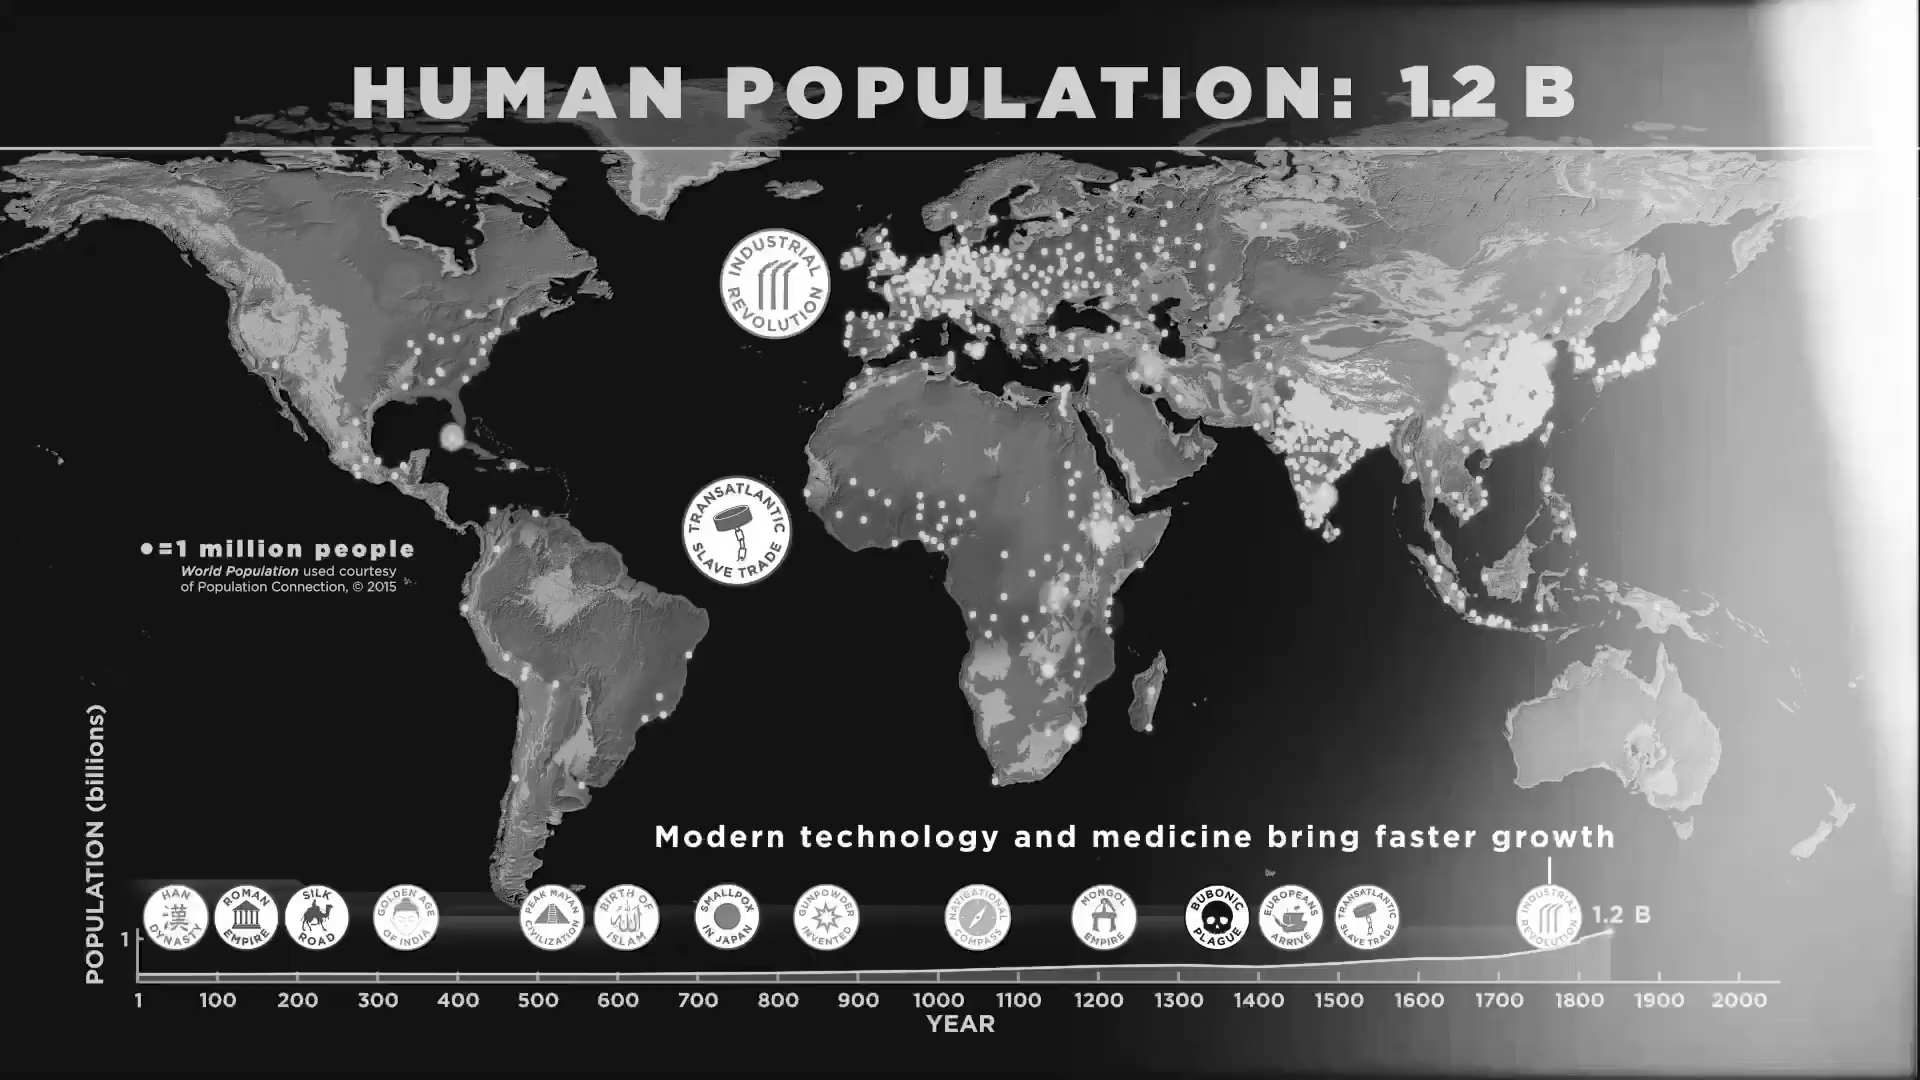 HUMAN POPULATION: 1.2 B
INDUSTRIAL
REVOLUTION
TRANSATLANTIC
SLAVE TRADE
•=1 million people
World Population used courtesy
of Population Connection, © 2015
Modern technology and medicine bring faster growth
HAN
漢
DYNASTY
ROMAN
EMPIRE
SILK
ROAD
GOLDEN AGE
OF INDIA
PEAK MAYAN
CIVILIZATION
BIRTH OF
ISLAM
SMALLPOX
IN JAPAN
GUNPOWDER
INVENTED
NAVIGATIONAL
COMPASS
MONGOL
EMPIRE
BUBONIC
PLAGUE
EUROPEANS
ARRIVE
TRANSATLANTIC
SLAVE TRADE
INDUSTRIAL
REVOLUTION
1.2 B
POPULATION (billions)
1
1 100 200 300 400 500 600 700 800 900 1000 1100 1200 1300 1400 1500 1600 1700 1800 1900 2000
YEAR